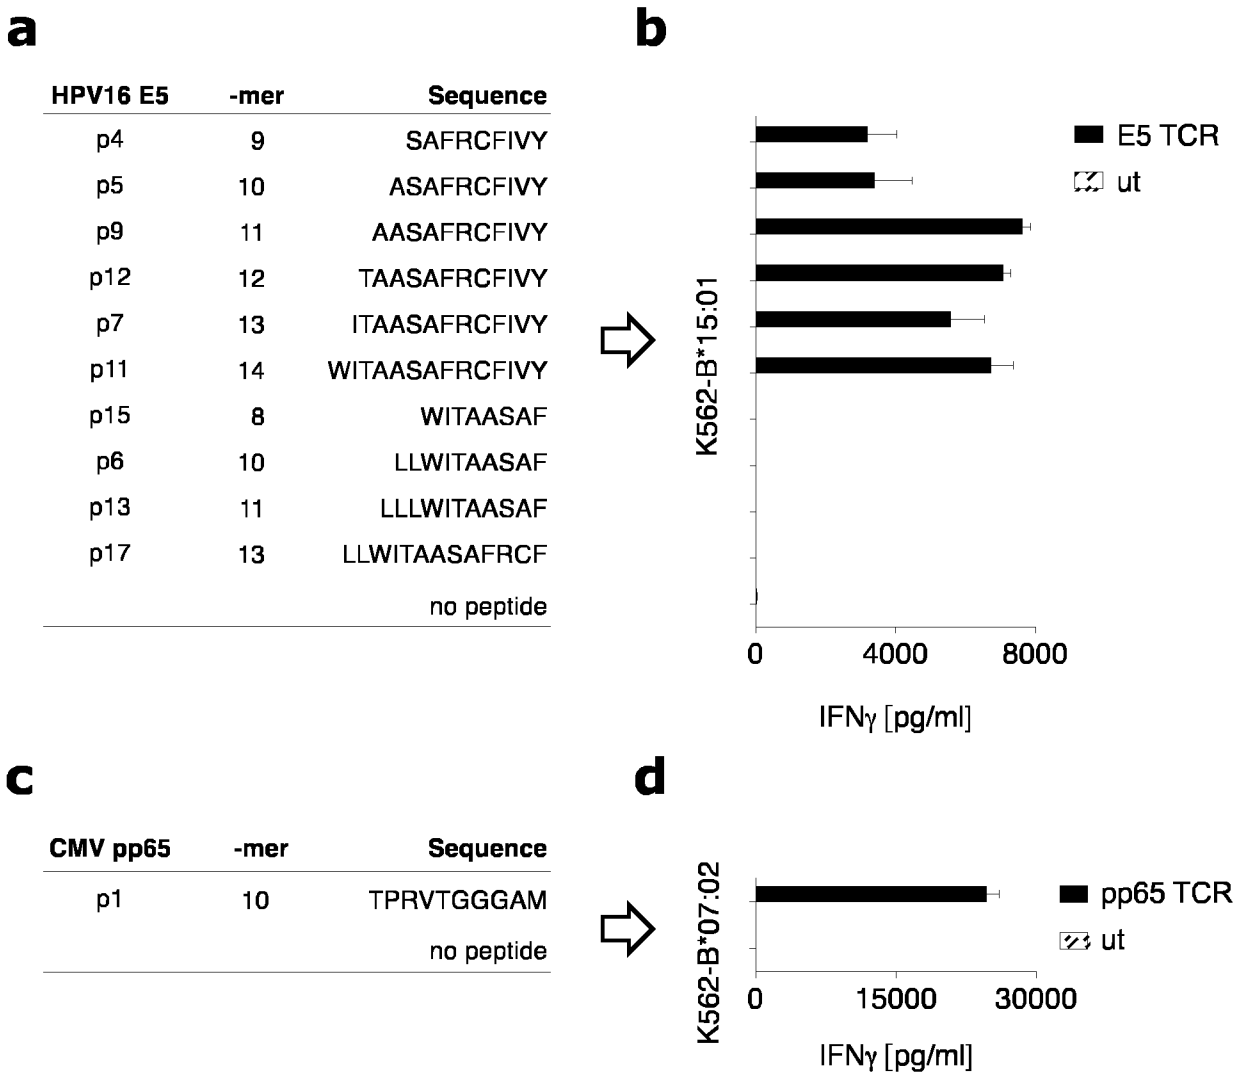 a
HPV16 E5 -mer Sequence
p4 9 SAFRCFIVY
p5 10 ASAFRCFIVY
p9 11 AASAFRCFIVY
p12 12 TAASAFRCFIVY
p7 13 ITAASAFRCFIVY
p11 14 WITAASAFRCFIVY
p15 8 WITAASAF
p6 10 LLWITAASAF
p13 11 LLLWITAASAF
p17 13 LLWITAASAFRCF
no peptide
b
E5 TCR
ut
K562-B*15:01
0 4000 8000
IFNγ [pg/ml]
c
CMV pp65 -mer Sequence
p1 10 TPRVTGGGAM
no peptide
d
pp65 TCR
ut
K562-B*07:02
0 15000 30000
IFNγ [pg/ml]